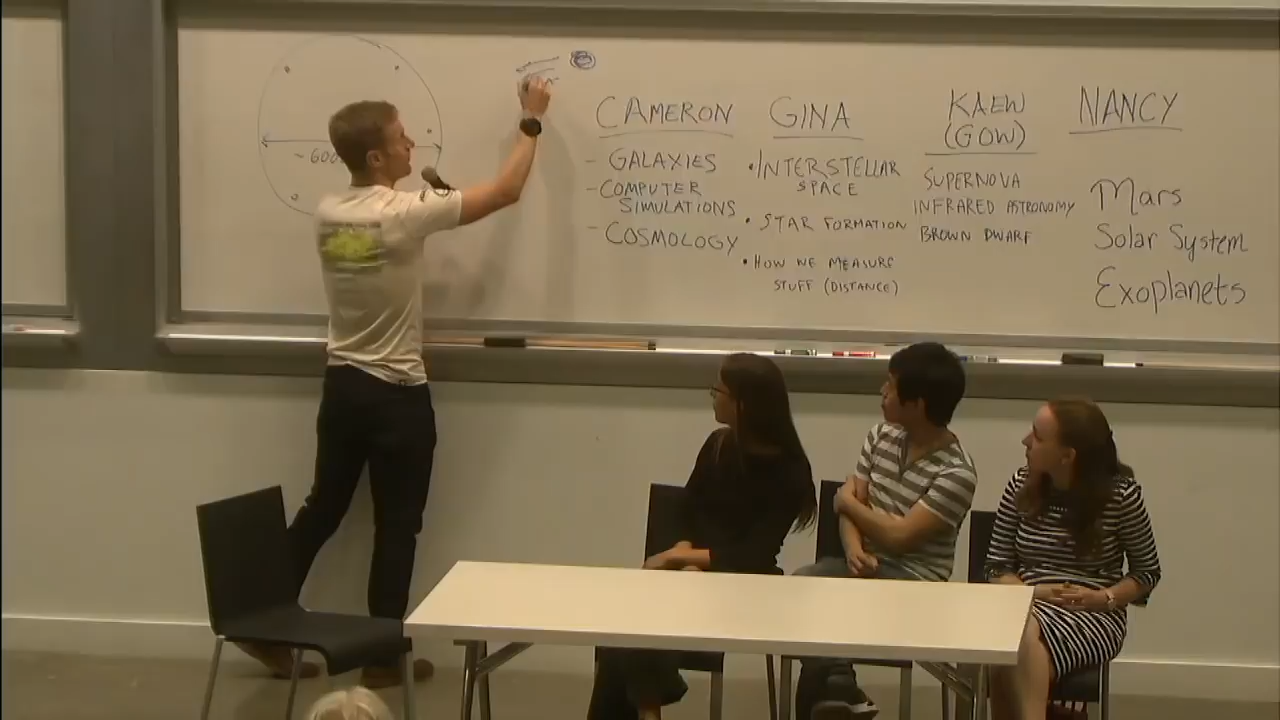 ~ 600
CAMERON
- GALAXIES
- COMPUTER
SIMULATIONS
- COSMOLOGY
GINA
• INTERSTELLAR
SPACE
• STAR FORMATION
• HOW WE MEASURE
STUFF (DISTANCE)
KAEW
(GOW)
SUPERNOVA
INFRARED ASTRONOMY
BROWN DWARF
NANCY
Mars
Solar System
Exoplanets